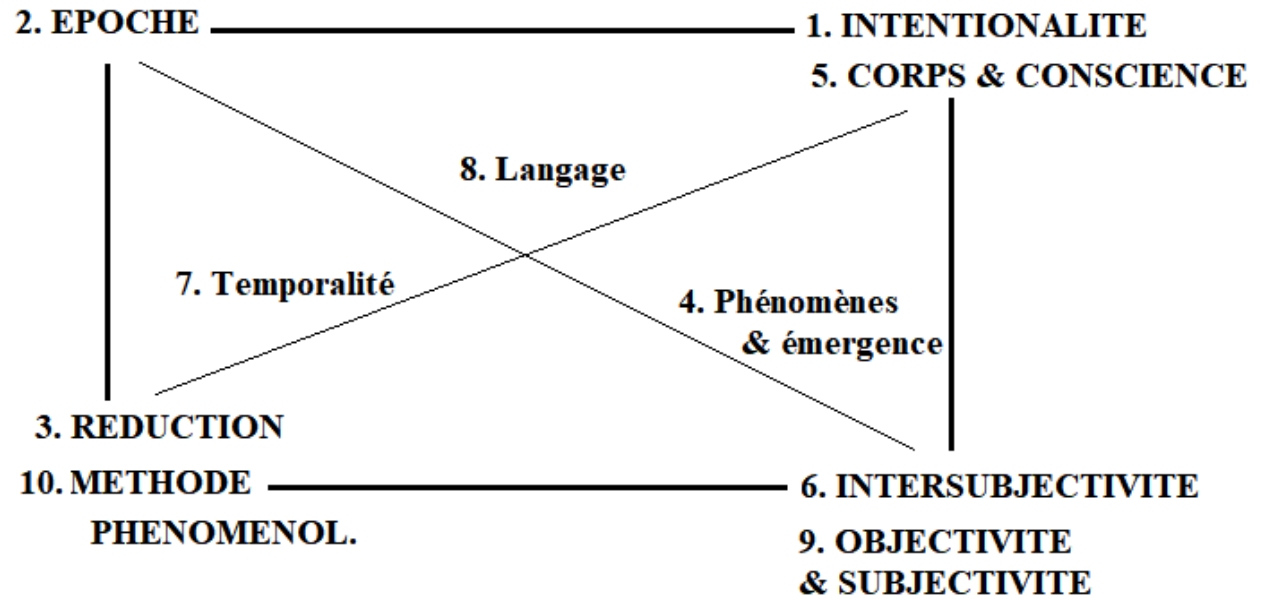 2. EPOCHE
1. INTENTIONALITE
5. CORPS & CONSCIENCE
8. Langage
7. Temporalité
4. Phénomènes
& émergence
3. REDUCTION
10. METHODE
PHENOMENOL.
6. INTERSUBJECTIVITE
9. OBJECTIVITE
& SUBJECTIVITE